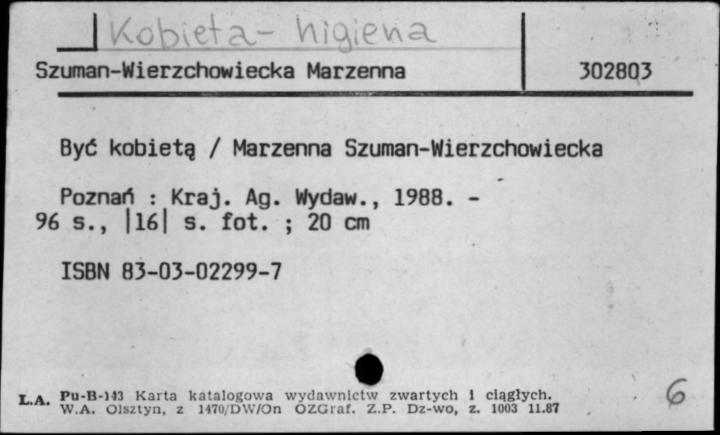 Kobieta - higiena
Szuman-Wierzchowiecka Marzenna 302803
Być kobietą / Marzenna Szuman-Wierzchowiecka
Poznań : Kraj. Ag. Wydaw., 1988. -
96 s., |16| s. fot. ; 20 cm
ISBN 83-03-02299-7
L.A. Pu-B-143 Karta katalogowa wydawnictw zwartych i ciągłych.
W.A. Olsztyn, z 1470/DW/On OZGraf. Z.P. Dz-wo, z. 1003 11.87
6